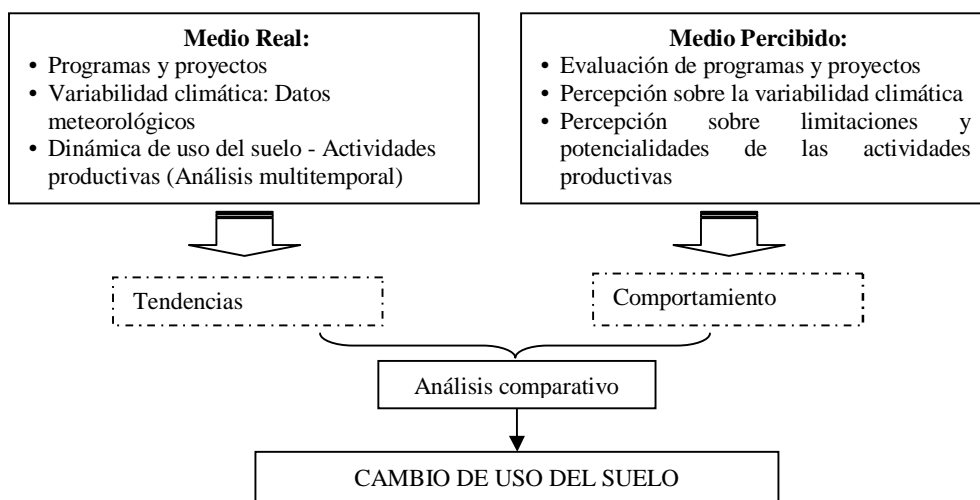 Medio Real:
• Programas y proyectos
• Variabilidad climática: Datos
meteorológicos
• Dinámica de uso del suelo - Actividades
productivas (Análisis multitemporal)
Medio Percibido:
• Evaluación de programas y proyectos
• Percepción sobre la variabilidad climática
• Percepción sobre limitaciones y
potencialidades de las actividades
productivas
Tendencias
Comportamiento
Análisis comparativo
CAMBIO DE USO DEL SUELO